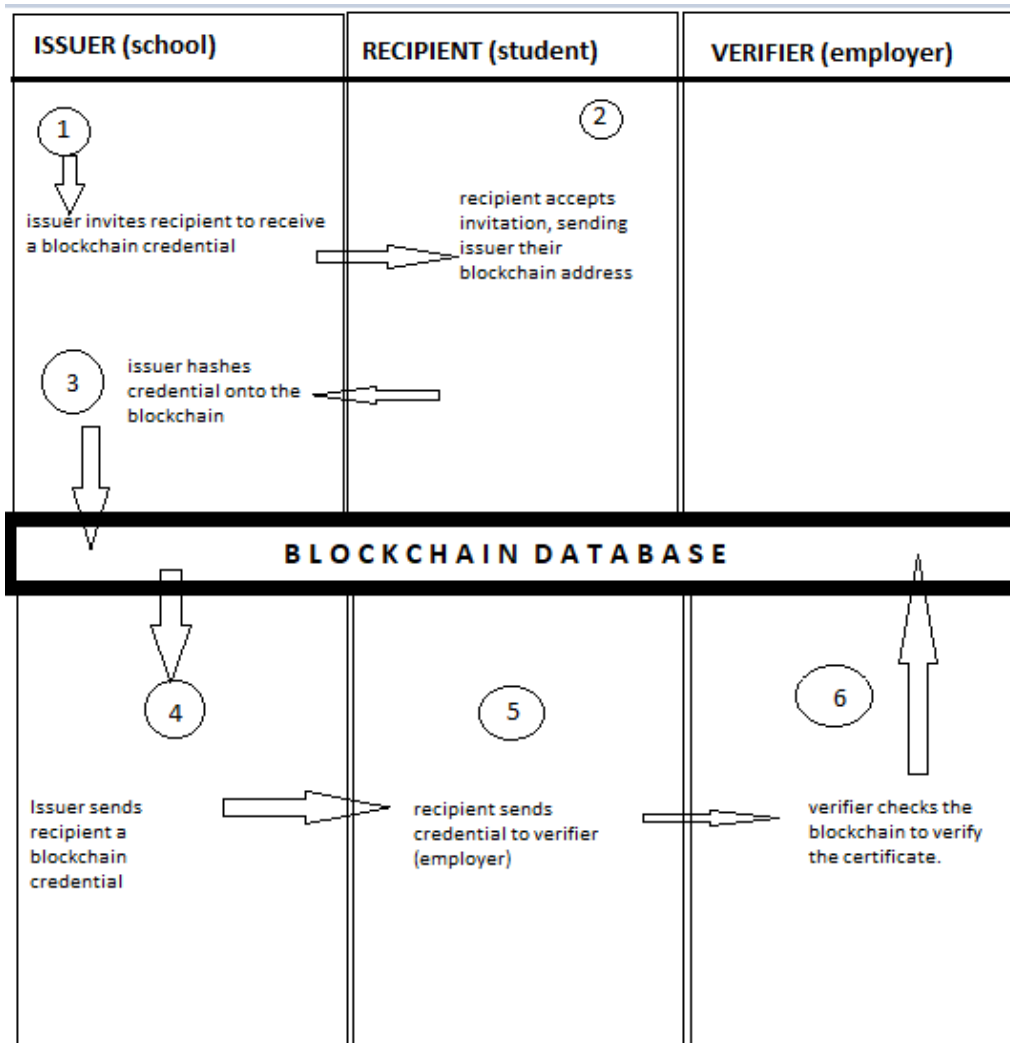 ISSUER (school)
RECIPIENT (student)
VERIFIER (employer)
1
2
issuer invites recipient to receive
a blockchain credential
recipient accepts
invitation, sending
issuer their
blockchain address
3
issuer hashes
credential onto the
blockchain
BLOCKCHAIN DATABASE
4
5
6
Issuer sends
recipient a
blockchain
credential
recipient sends
credential to verifier
(employer)
verifier checks the
blockchain to verify
the certificate.